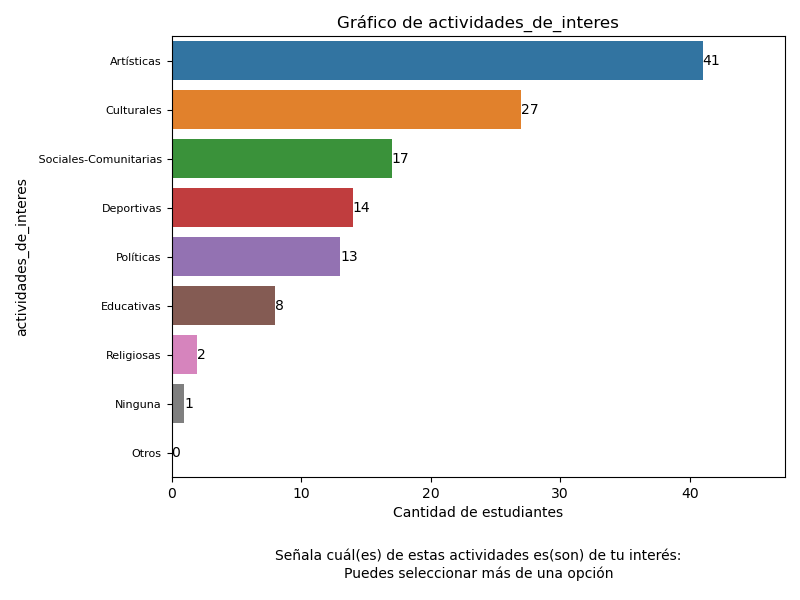 Gráfico de actividades_de_interes
actividades_de_interes
Artísticas 41
Culturales 27
Sociales-Comunitarias 17
Deportivas 14
Políticas 13
Educativas 8
Religiosas 2
Ninguna 1
Otros 0
0 10 20 30 40
Cantidad de estudiantes
Señala cuál(es) de estas actividades es(son) de tu interés:
Puedes seleccionar más de una opción